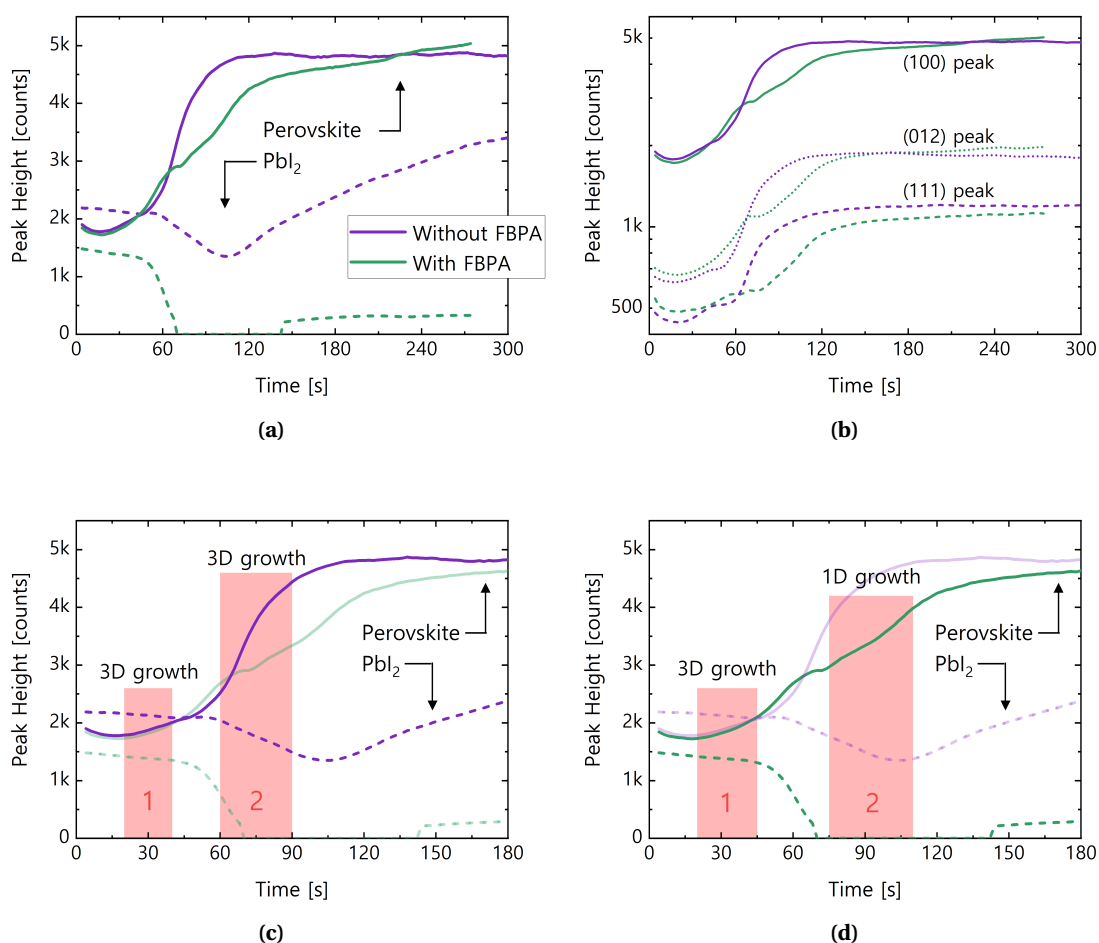 5k
4k
3k
2k
1k
0
Peak Height [counts]
Perovskite
PbI₂
Without FBPA
With FBPA
0 60 120 180 240 300
Time [s]
(a)
5k
1k
500
Peak Height [counts]
(100) peak
(012) peak
(111) peak
0 60 120 180 240 300
Time [s]
(b)
5k
4k
3k
2k
1k
0
Peak Height [counts]
3D growth
3D growth
Perovskite
PbI₂
1
2
0 30 60 90 120 150 180
Time [s]
(c)
5k
4k
3k
2k
1k
0
Peak Height [counts]
1D growth
3D growth
Perovskite
PbI₂
1
2
0 30 60 90 120 150 180
Time [s]
(d)